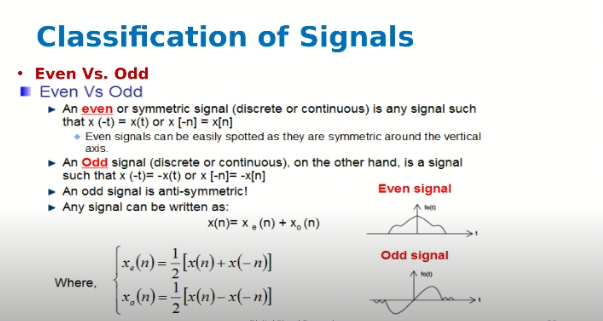 Classification of Signals
• Even Vs. Odd
Even Vs Odd
► An even or symmetric signal (discrete or continuous) is any signal such
that x (-t) = x(t) or x [-n] = x[n]
Even signals can be easily spotted as they are symmetric around the vertical
axis.
► An Odd signal (discrete or continuous), on the other hand, is a signal
such that x (-t)= -x(t) or x [-n]= -x[n]
► An odd signal is anti-symmetric!
► Any signal can be written as:
x(n)= x e (n) + x o (n)
Even signal
fe(t)
t
Where,
x e (n) = 1/2 [x(n) + x(−n)]
x o (n) = 1/2 [x(n) − x(−n)]
Odd signal
fo(t)
t